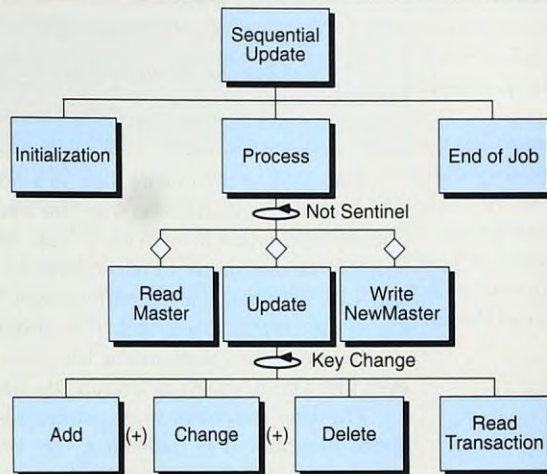 Sequential
Update
Initialization
Process
End of Job
Not Sentinel
Read
Master
Update
Write
NewMaster
Key Change
Add
(+)
Change
(+)
Delete
Read
Transaction